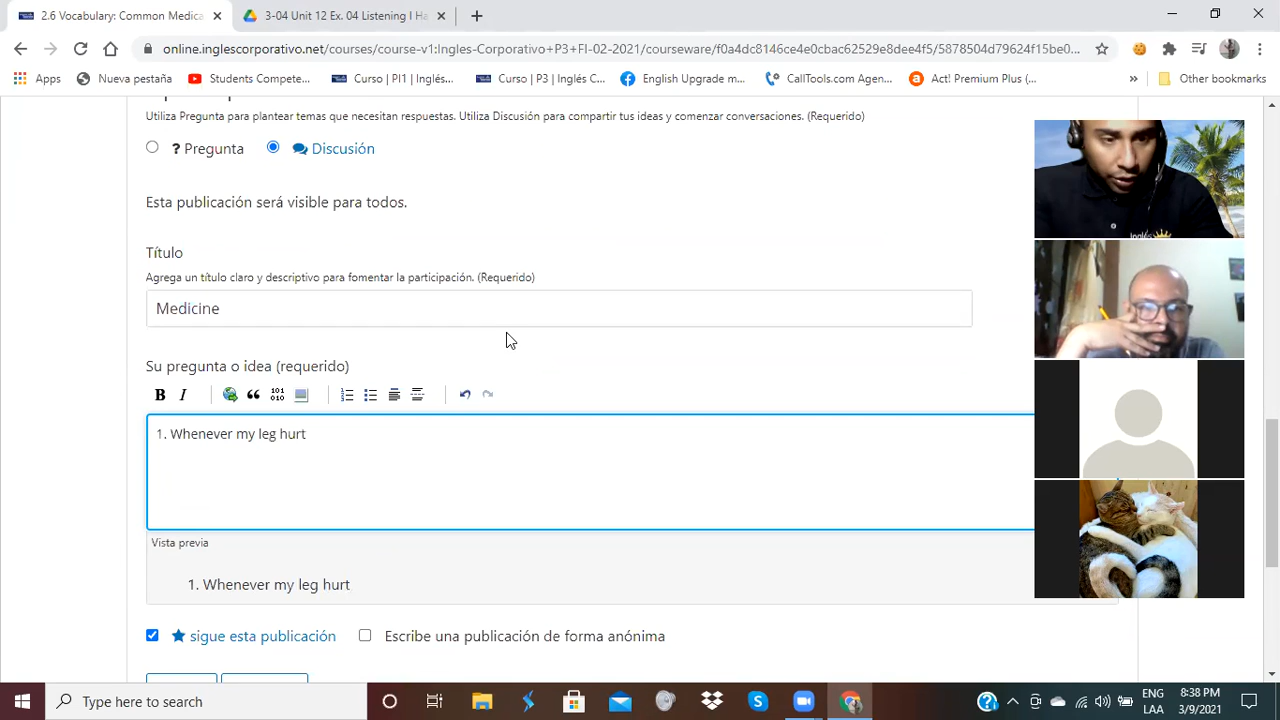 2.6 Vocabulary: Common Medica
3-04 Unit 12 Ex. 04 Listening I Ha
online.inglescorporativo.net/courses/course-v1:Ingles-Corporativo+P3+FI-02-2021/courseware/f0a4dc8146ce4e0cbac62529e8dee4f5/5878504d79624f15be0...
Apps
Nueva pestaña
Students Compete...
Curso | PI1 | Inglés...
Curso | P3 | Inglés C...
English Upgrade m...
CallTools.com Agen...
Act! Premium Plus (...
Other bookmarks
Utiliza Pregunta para plantear temas que necesitan respuestas. Utiliza Discusión para compartir tus ideas y comenzar conversaciones. (Requerido)
? Pregunta
Discusión
Esta publicación será visible para todos.
Título
Agrega un título claro y descriptivo para fomentar la participación. (Requerido)
Medicine
Su pregunta o idea (requerido)
B I
1. Whenever my leg hurt
Vista previa
1. Whenever my leg hurt
sigue esta publicación
Escribe una publicación de forma anónima
Type here to search
ENG
LAA
8:38 PM
3/9/2021